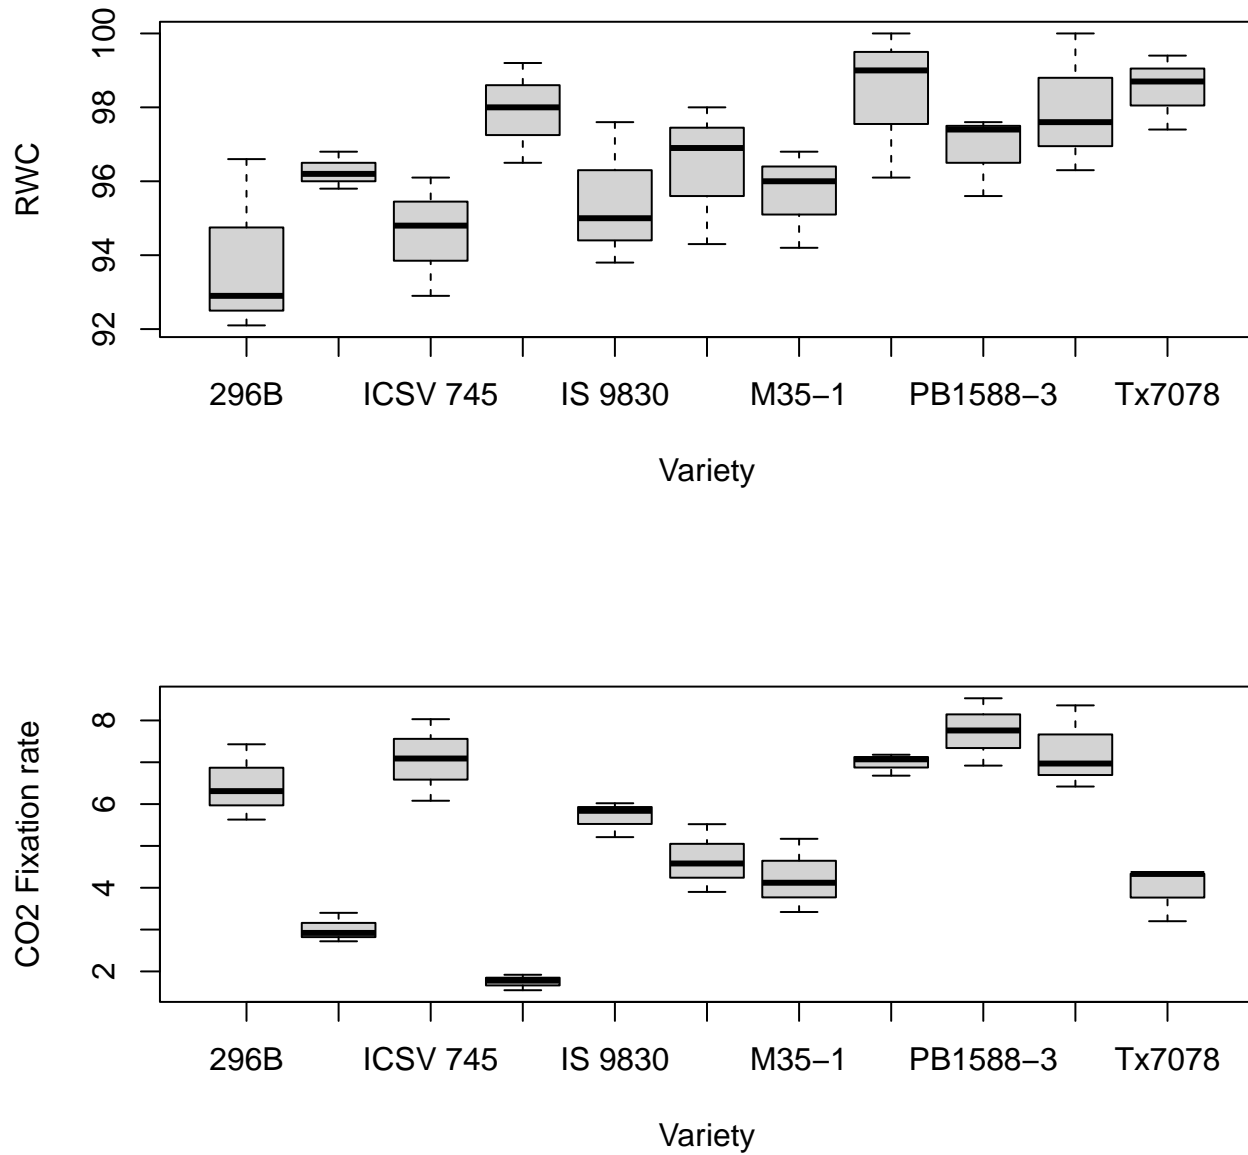 100
98
96
94
92
RWC
296B ICSV 745 IS 9830 M35−1 PB1588−3 Tx7078
Variety
8
6
4
2
CO2 Fixation rate
296B ICSV 745 IS 9830 M35−1 PB1588−3 Tx7078
Variety